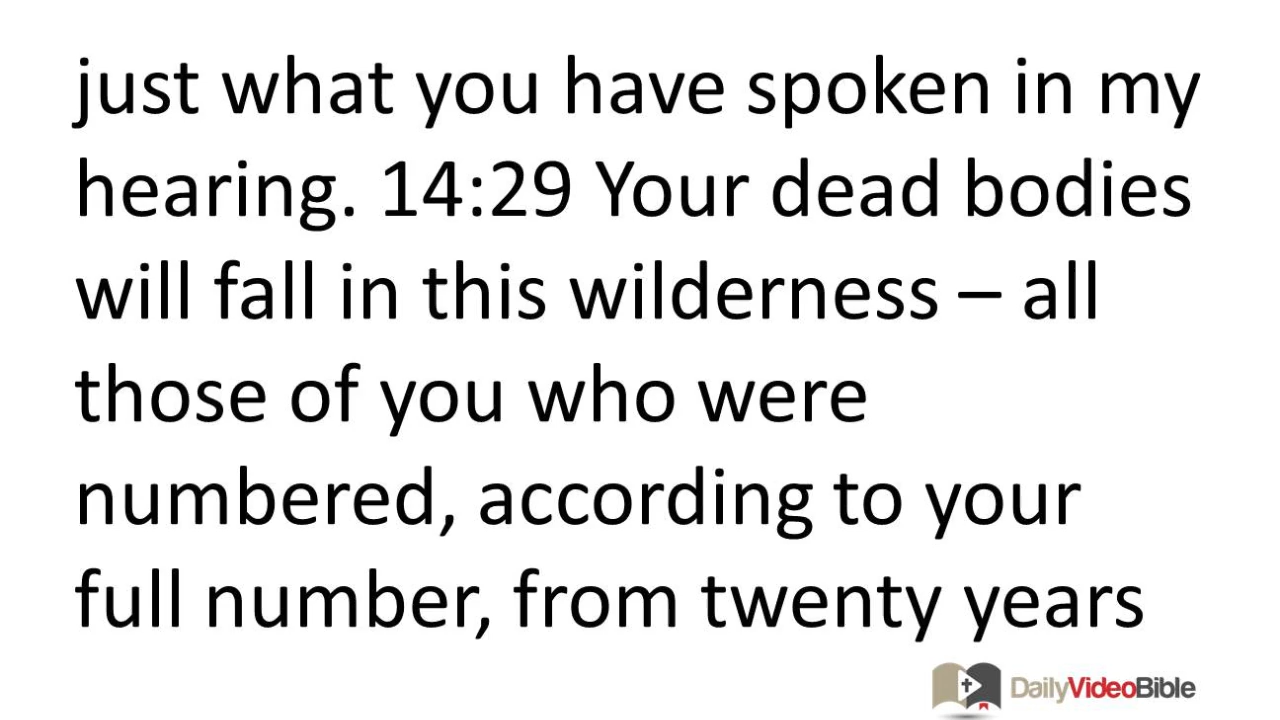 just what you have spoken in my
hearing. 14:29 Your dead bodies
will fall in this wilderness – all
those of you who were
numbered, according to your
full number, from twenty years
DailyVideoBible